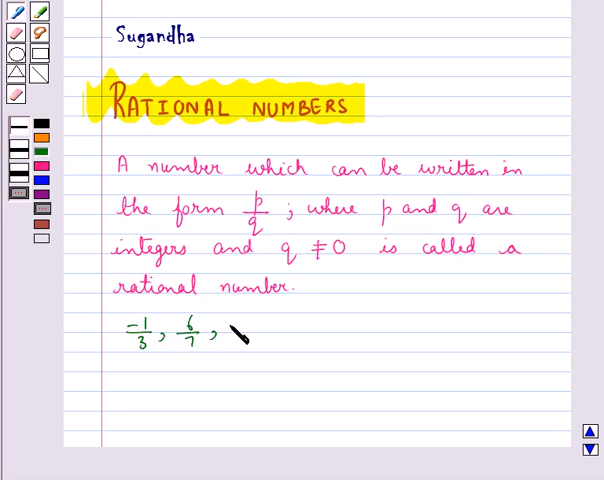 Sugandha
RATIONAL NUMBERS
A number which can be written in
the form p/q ; where p and q are
integers and q ≠ 0 is called a
rational number.
-1/3 , 6/7 ,